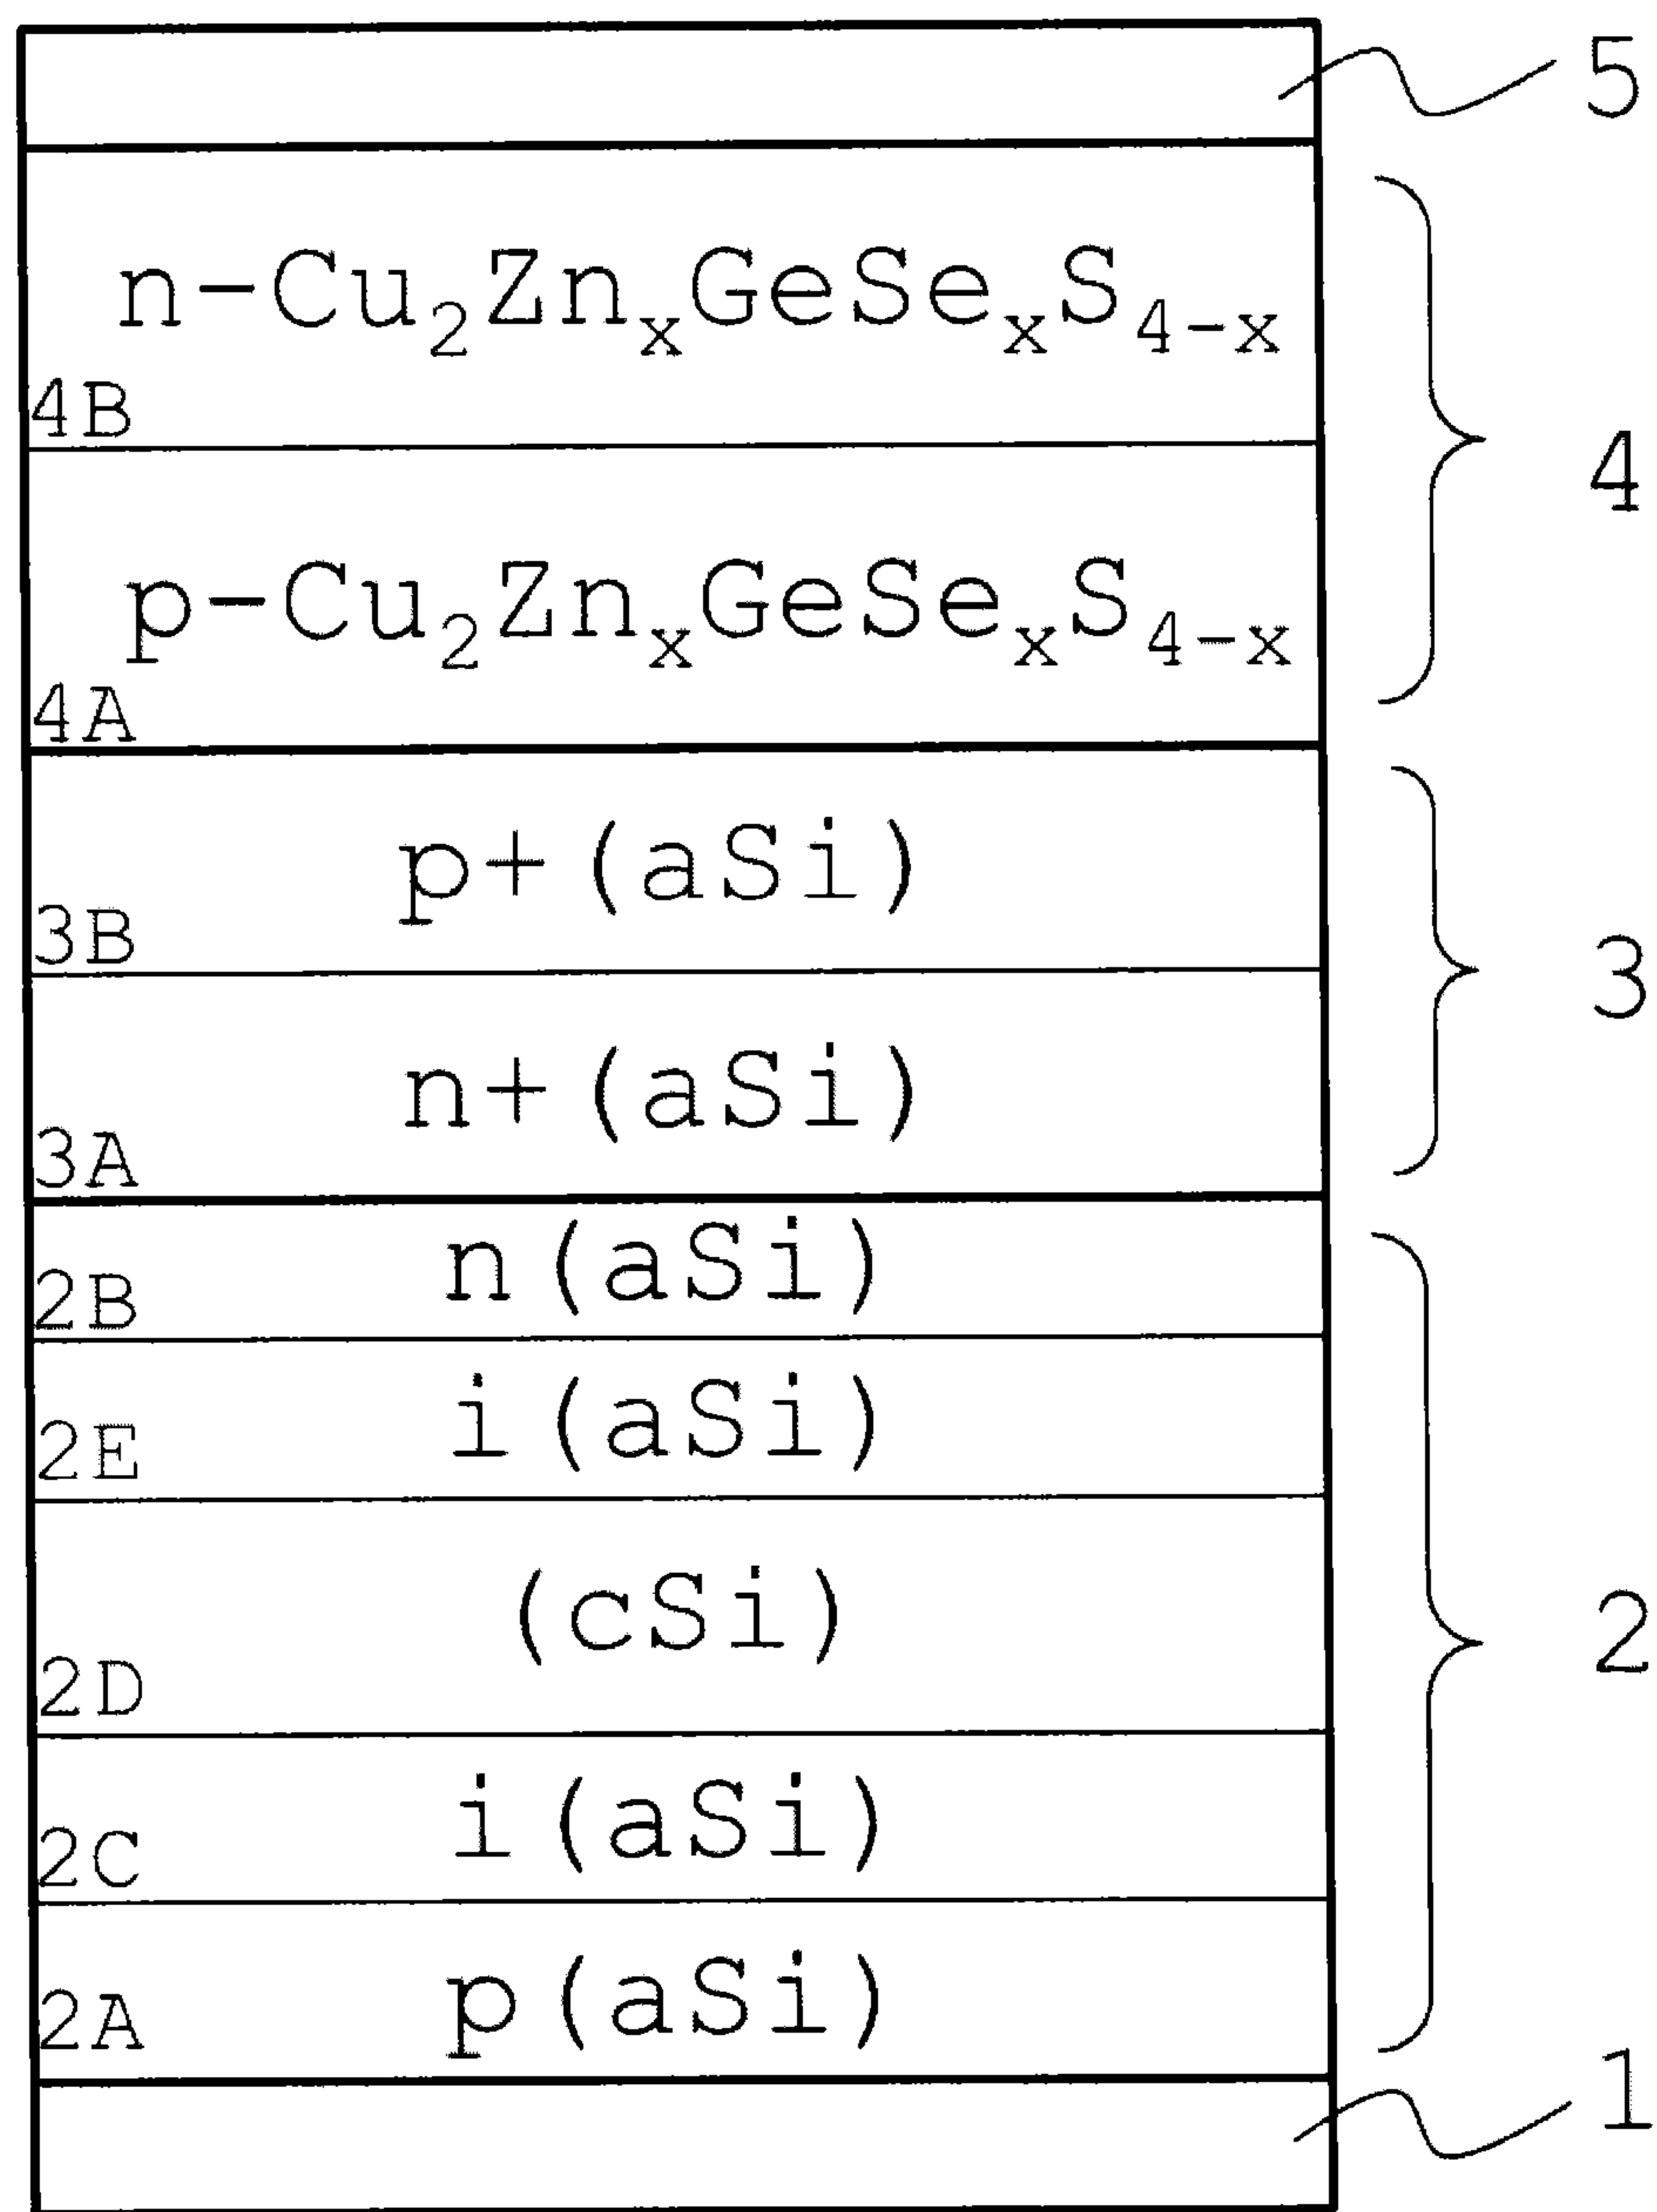 5
n-Cu₂ZnₓGeSeₓS₄₋ₓ
4B
4
p-Cu₂ZnₓGeSeₓS₄₋ₓ
4A
p+(aSi)
3B
3
n+(aSi)
3A
n(aSi)
2B
i(aSi)
2E
(cSi)
2D
2
i(aSi)
2C
p(aSi)
2A
1